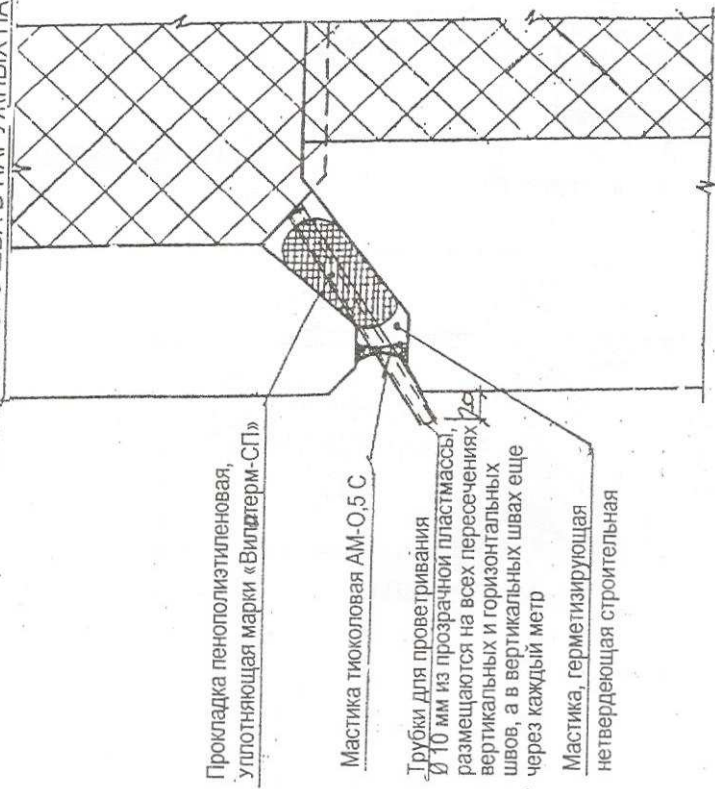 Прокладка пенополиэтиленовая,
уплотняющая марки «Вилатерм-СП»
Мастика тиоколовая АМ-0,5 С
Трубки для проветривания
Ø 10 мм из прозрачной пластмассы,
размещаются на всех пересечениях
вертикальных и горизонтальных
швов, а в вертикальных швах еще
через каждый метр
20
Мастика, герметизирующая
нетвердеющая строительная